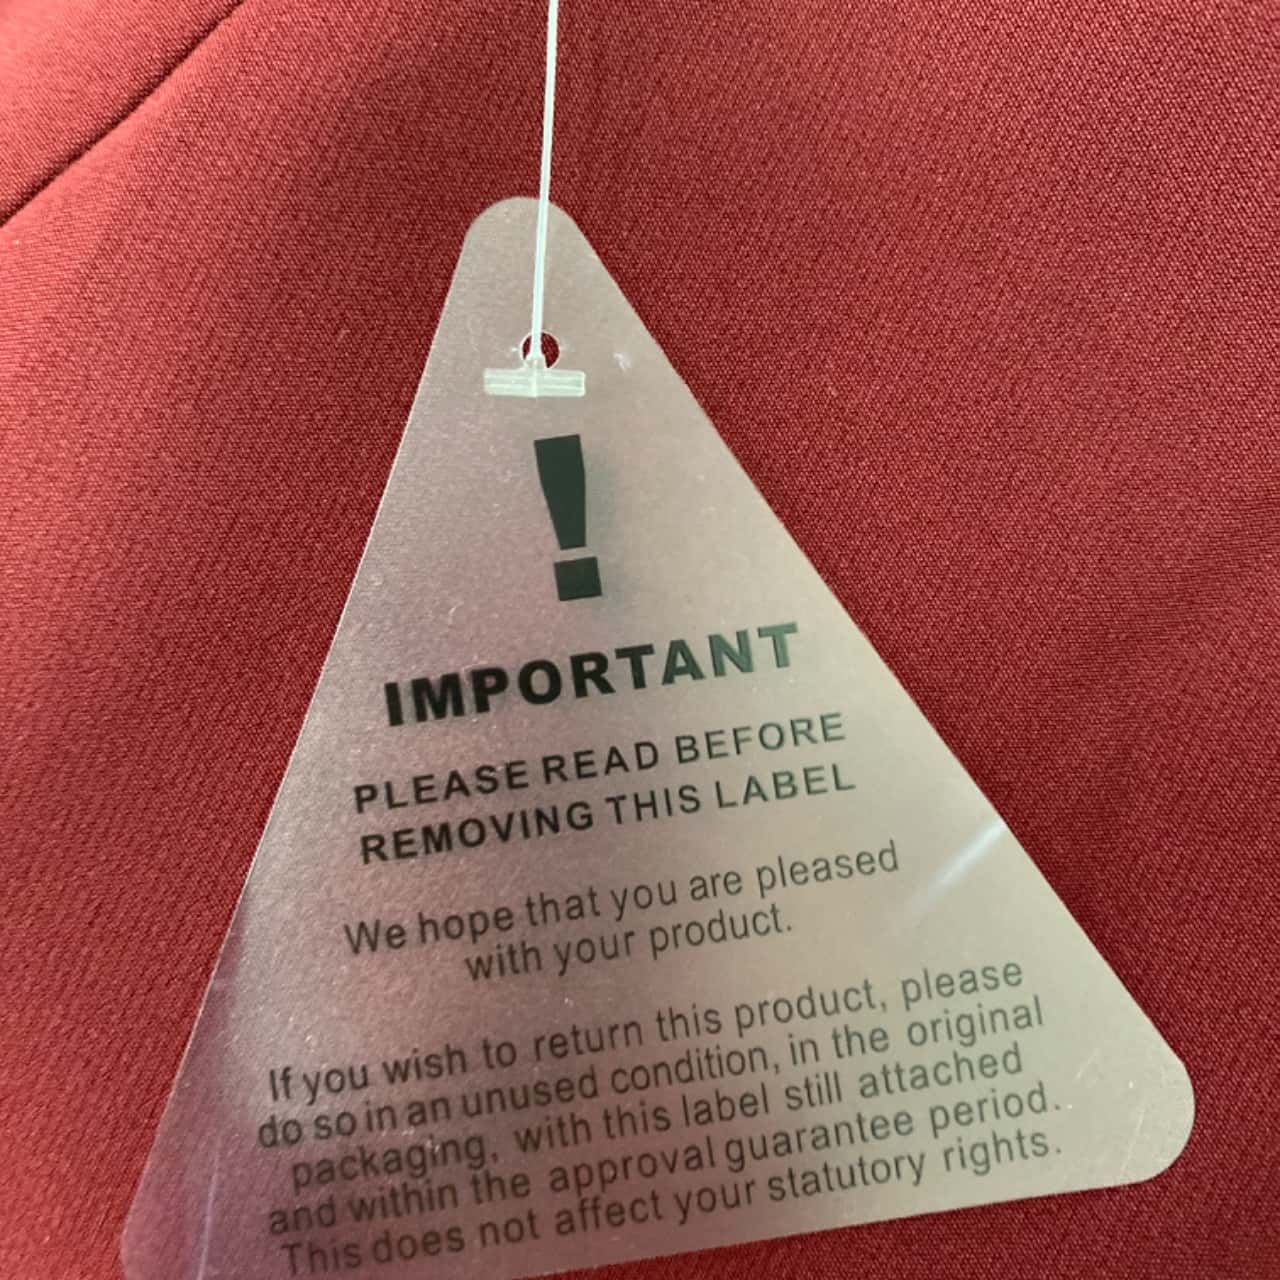 !
IMPORTANT
PLEASE READ BEFORE
REMOVING THIS LABEL
We hope that you are pleased
with your product.
If you wish to return this product, please
do so in an unused condition, in the original
packaging, with this label still attached
and within the approval guarantee period.
This does not affect your statutory rights.